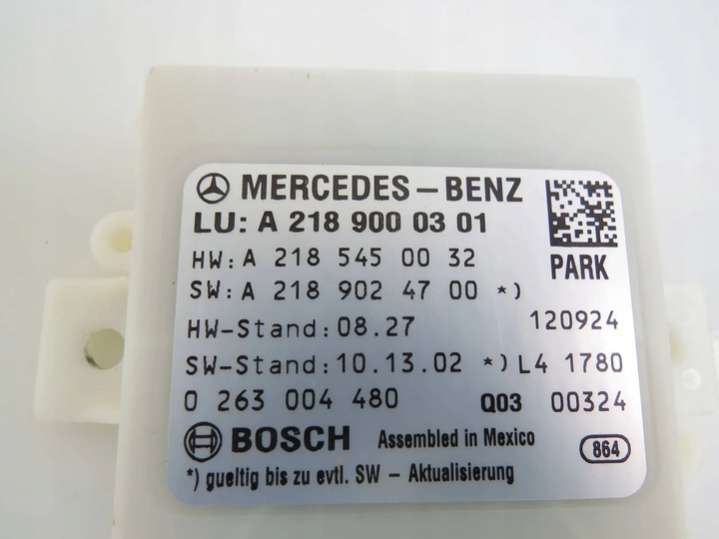 MERCEDES-BENZ
LU: A 218 900 03 01
PARK
HW: A 218 545 00 32
SW: A 218 902 47 00 *)
HW-Stand: 08.27 120924
SW-Stand: 10.13.02 *) L4 1780
0 263 004 480 Q03 00324
BOSCH Assembled in Mexico 864
*) gueltig bis zu evtl. SW - Aktualisierung